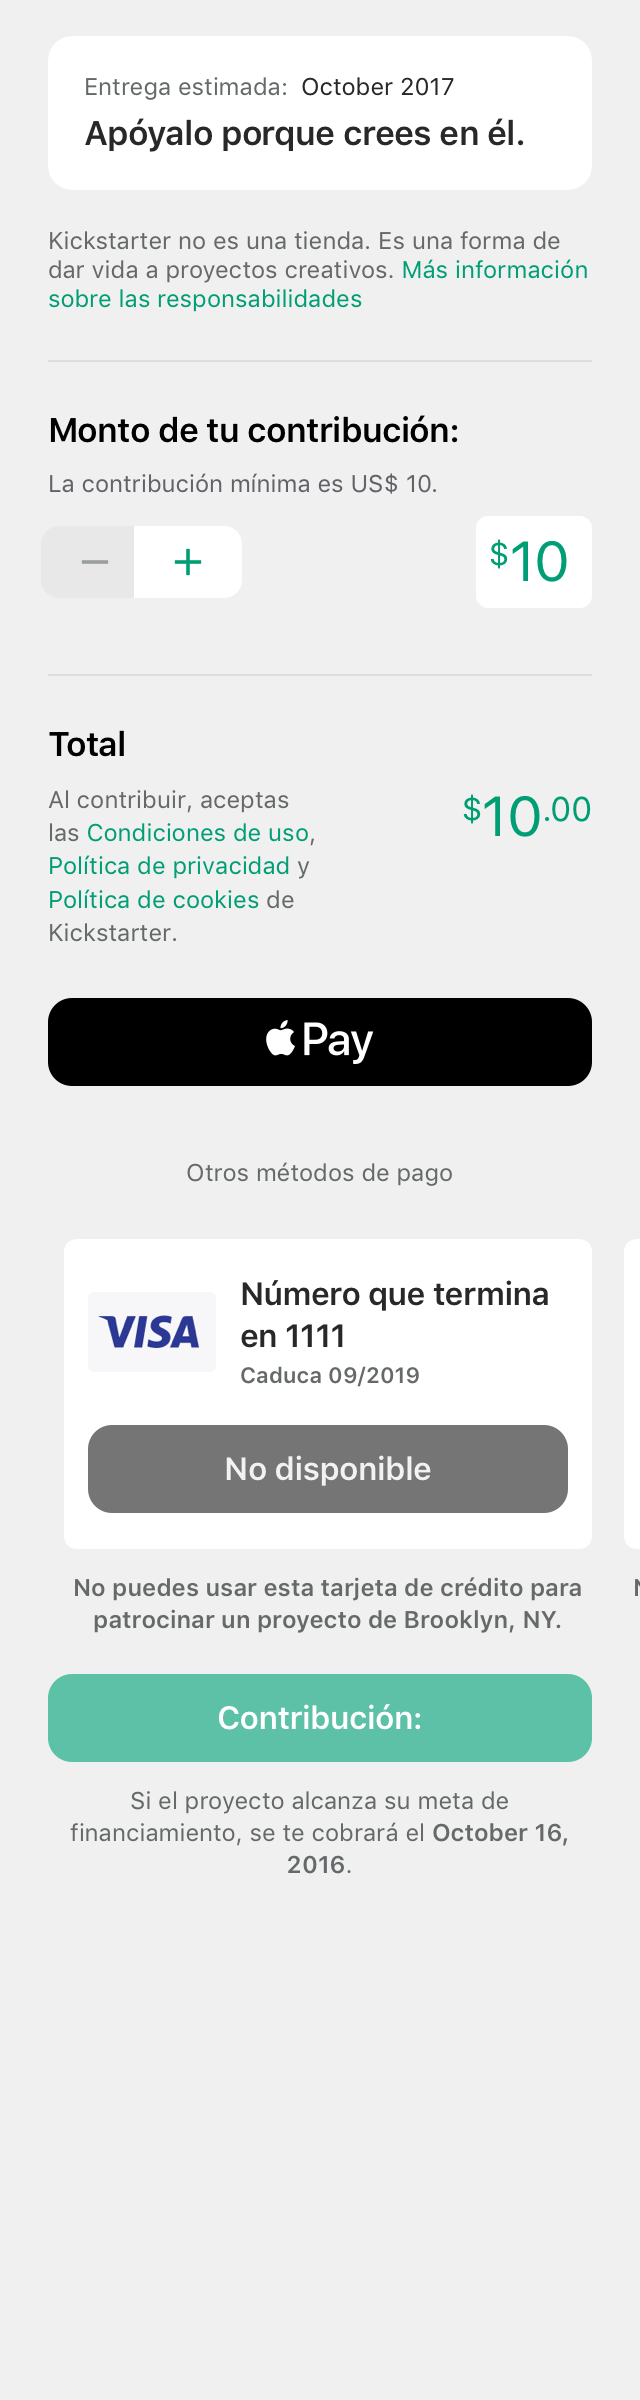 Entrega estimada: October 2017
Apóyalo porque crees en él.
Kickstarter no es una tienda. Es una forma de
dar vida a proyectos creativos. Más información
sobre las responsabilidades
Monto de tu contribución:
La contribución mínima es US$ 10.
− +
$10
Total
Al contribuir, aceptas
las Condiciones de uso,
Política de privacidad y
Política de cookies de
Kickstarter.
$10.00
Pay
Otros métodos de pago
VISA
Número que termina
en 1111
Caduca 09/2019
No disponible
No puedes usar esta tarjeta de crédito para
patrocinar un proyecto de Brooklyn, NY.
Contribución:
Si el proyecto alcanza su meta de
financiamiento, se te cobrará el October 16,
2016.